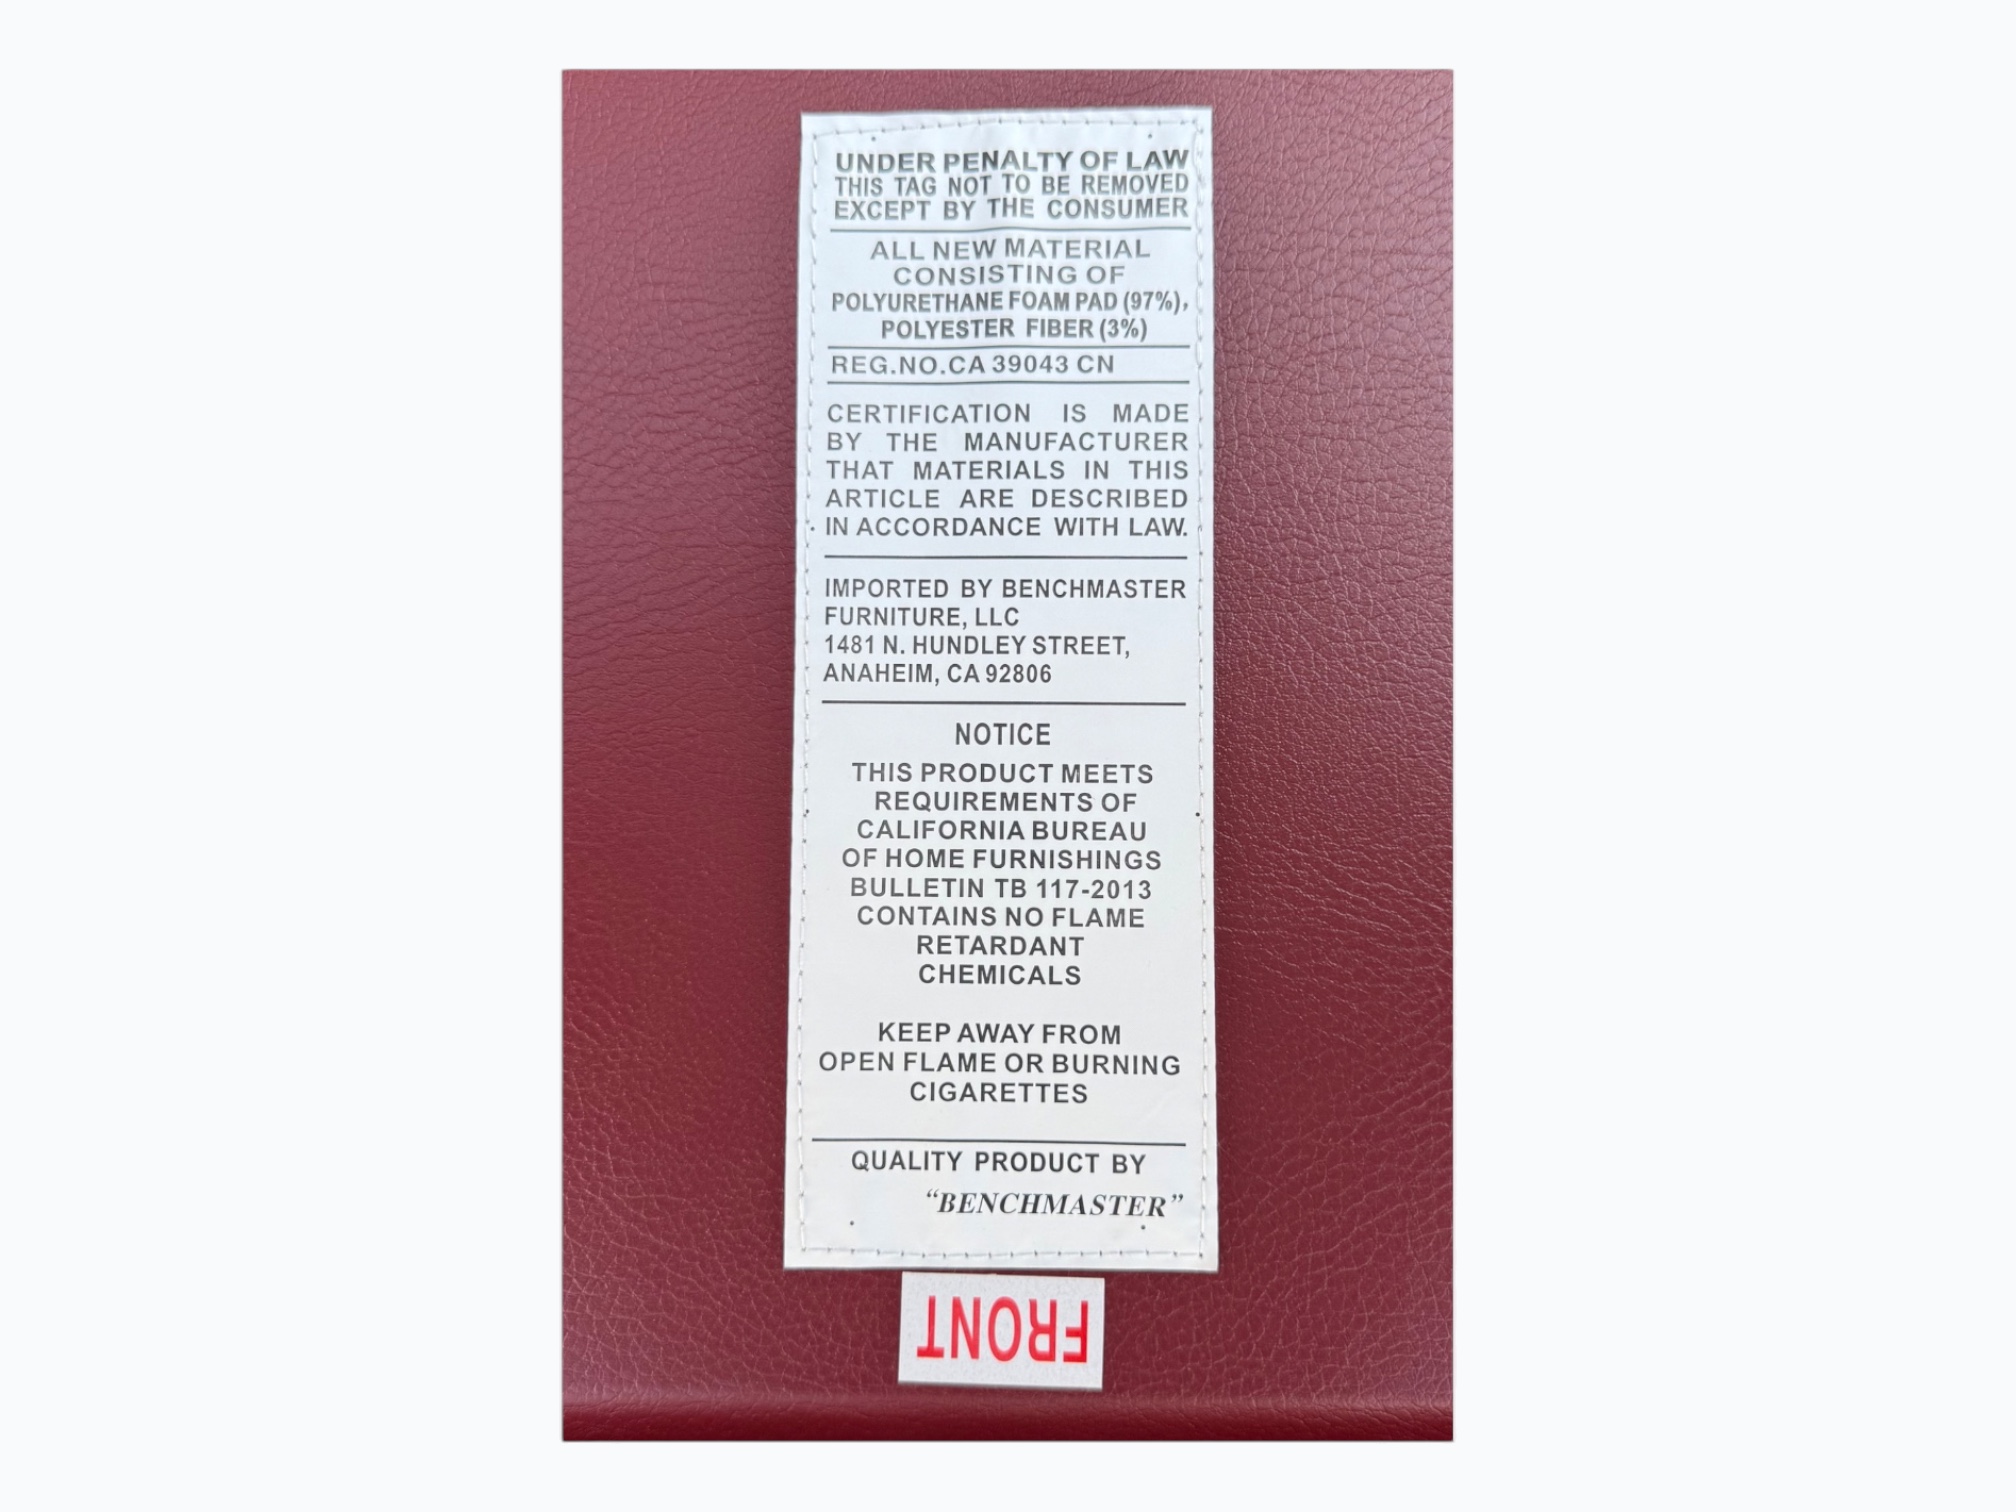 UNDER PENALTY OF LAW
THIS TAG NOT TO BE REMOVED
EXCEPT BY THE CONSUMER
ALL NEW MATERIAL
CONSISTING OF
POLYURETHANE FOAM PAD (97%),
POLYESTER FIBER (3%)
REG.NO.CA 39043 CN
CERTIFICATION IS MADE
BY THE MANUFACTURER
THAT MATERIALS IN THIS
ARTICLE ARE DESCRIBED
IN ACCORDANCE WITH LAW.
IMPORTED BY BENCHMASTER
FURNITURE, LLC
1481 N. HUNDLEY STREET,
ANAHEIM, CA 92806
NOTICE
THIS PRODUCT MEETS
REQUIREMENTS OF
CALIFORNIA BUREAU
OF HOME FURNISHINGS
BULLETIN TB 117-2013
CONTAINS NO FLAME
RETARDANT
CHEMICALS
KEEP AWAY FROM
OPEN FLAME OR BURNING
CIGARETTES
QUALITY PRODUCT BY
“BENCHMASTER”
FRONT